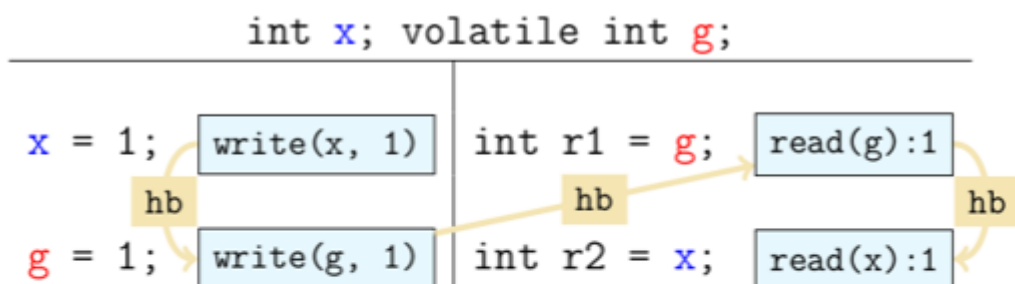 int x; volatile int g;
x = 1; write(x, 1) int r1 = g; read(g):1
hb hb hb
g = 1; write(g, 1) int r2 = x; read(x):1